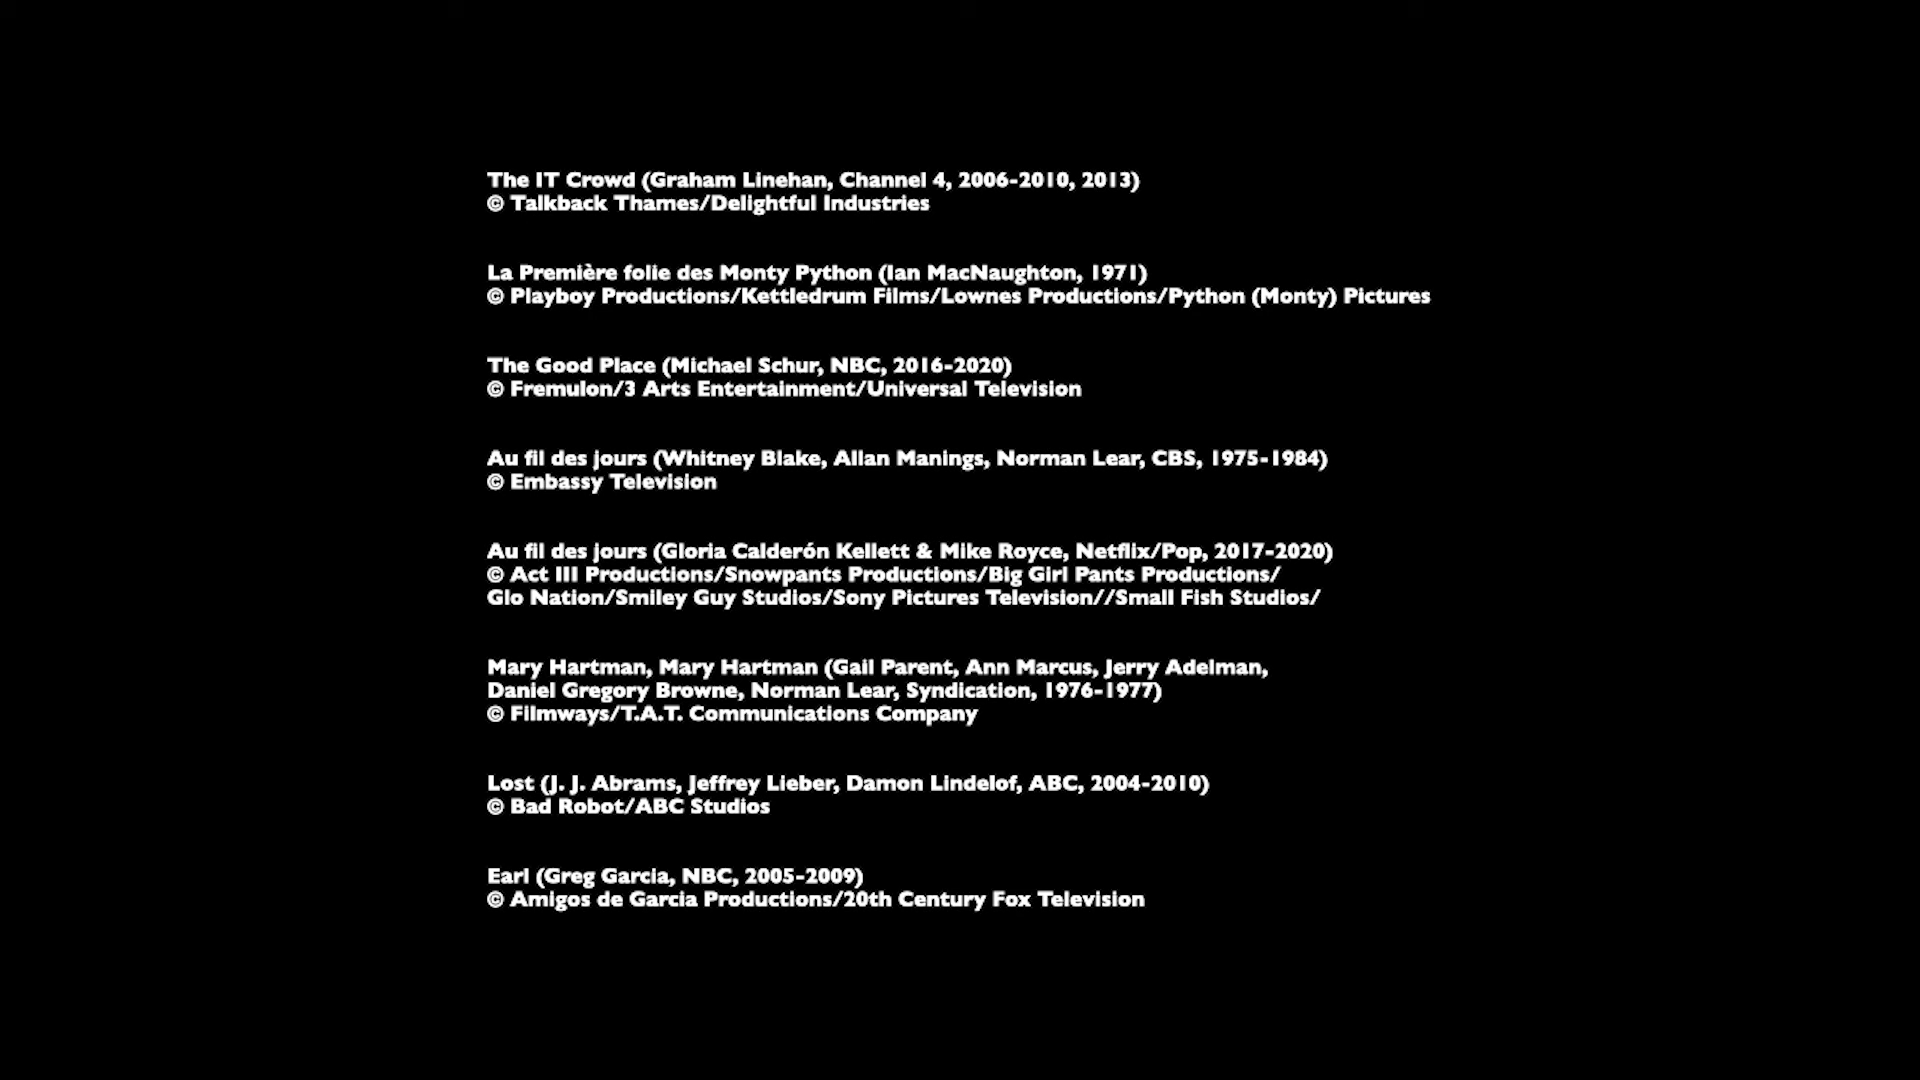 The IT Crowd (Graham Linehan, Channel 4, 2006-2010, 2013)
© Talkback Thames/Delightful Industries
La Première folie des Monty Python (Ian MacNaughton, 1971)
© Playboy Productions/Kettledrum Films/Lownes Productions/Python (Monty) Pictures
The Good Place (Michael Schur, NBC, 2016-2020)
© Fremulon/3 Arts Entertainment/Universal Television
Au fil des jours (Whitney Blake, Allan Manings, Norman Lear, CBS, 1975-1984)
© Embassy Television
Au fil des jours (Gloria Calderón Kellett & Mike Royce, Netflix/Pop, 2017-2020)
© Act III Productions/Snowpants Productions/Big Girl Pants Productions/
Glo Nation/Smiley Guy Studios/Sony Pictures Television//Small Fish Studios/
Mary Hartman, Mary Hartman (Gail Parent, Ann Marcus, Jerry Adelman,
Daniel Gregory Browne, Norman Lear, Syndication, 1976-1977)
© Filmways/T.A.T. Communications Company
Lost (J. J. Abrams, Jeffrey Lieber, Damon Lindelof, ABC, 2004-2010)
© Bad Robot/ABC Studios
Earl (Greg Garcia, NBC, 2005-2009)
© Amigos de Garcia Productions/20th Century Fox Television